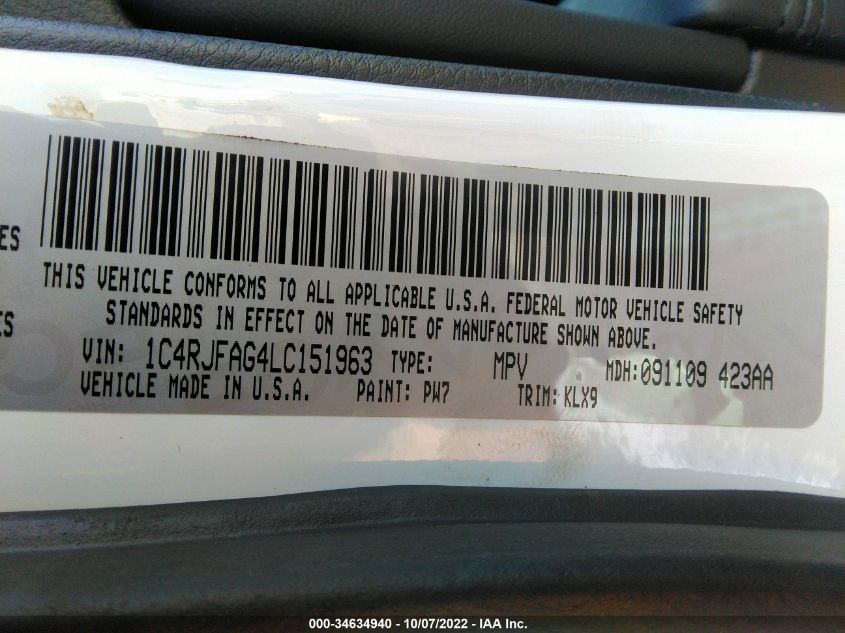 ES
THIS VEHICLE CONFORMS TO ALL APPLICABLE U.S.A. FEDERAL MOTOR VEHICLE SAFETY
ES
STANDARDS IN EFFECT ON THE DATE OF MANUFACTURE SHOWN ABOVE.
VIN: 1C4RJFAG4LC151963 TYPE: MPV MDH:091109 423AA
VEHICLE MADE IN U.S.A. PAINT: PW7 TRIM: KLX9
000-34634940 - 10/07/2022 - IAA Inc.